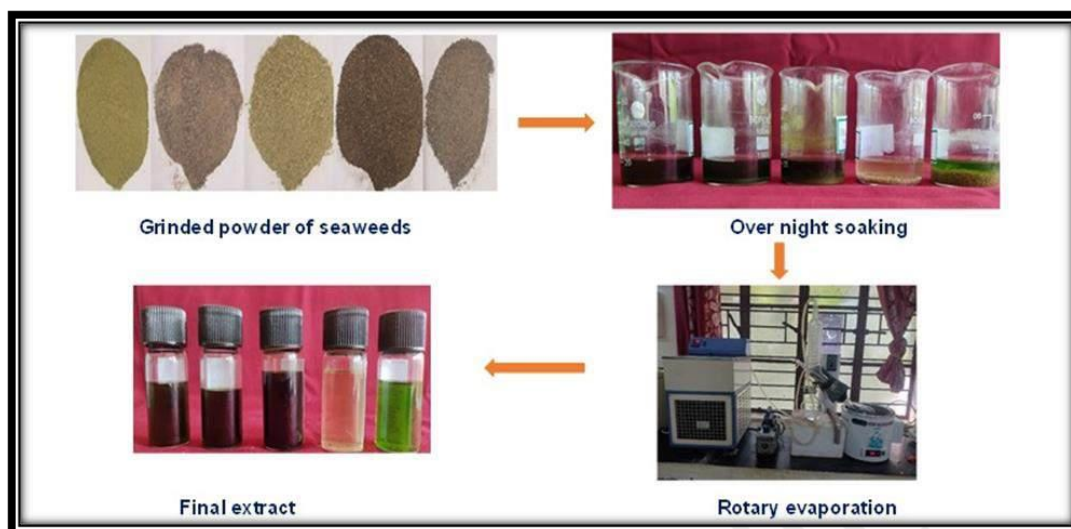 Grinded powder of seaweeds
Over night soaking
Final extract
Rotary evaporation